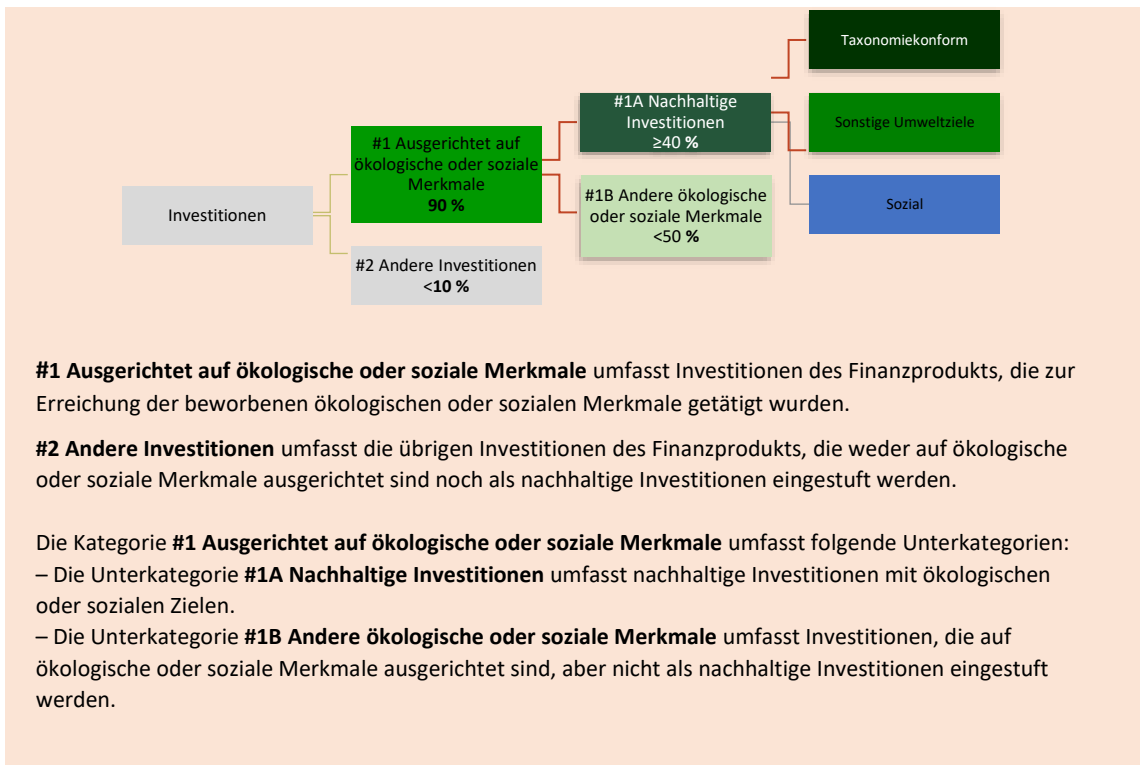 Taxonomiekonform
#1A Nachhaltige
Investitionen
≥40 %
Sonstige Umweltziele
#1 Ausgerichtet auf
ökologische oder soziale
Merkmale
90 %
#1B Andere ökologische
oder soziale Merkmale
<50 %
Sozial
Investitionen
#2 Andere Investitionen
<10 %
#1 Ausgerichtet auf ökologische oder soziale Merkmale umfasst Investitionen des Finanzprodukts, die zur
Erreichung der beworbenen ökologischen oder sozialen Merkmale getätigt wurden.
#2 Andere Investitionen umfasst die übrigen Investitionen des Finanzprodukts, die weder auf ökologische
oder soziale Merkmale ausgerichtet sind noch als nachhaltige Investitionen eingestuft werden.
Die Kategorie #1 Ausgerichtet auf ökologische oder soziale Merkmale umfasst folgende Unterkategorien:
– Die Unterkategorie #1A Nachhaltige Investitionen umfasst nachhaltige Investitionen mit ökologischen
oder sozialen Zielen.
– Die Unterkategorie #1B Andere ökologische oder soziale Merkmale umfasst Investitionen, die auf
ökologische oder soziale Merkmale ausgerichtet sind, aber nicht als nachhaltige Investitionen eingestuft
werden.